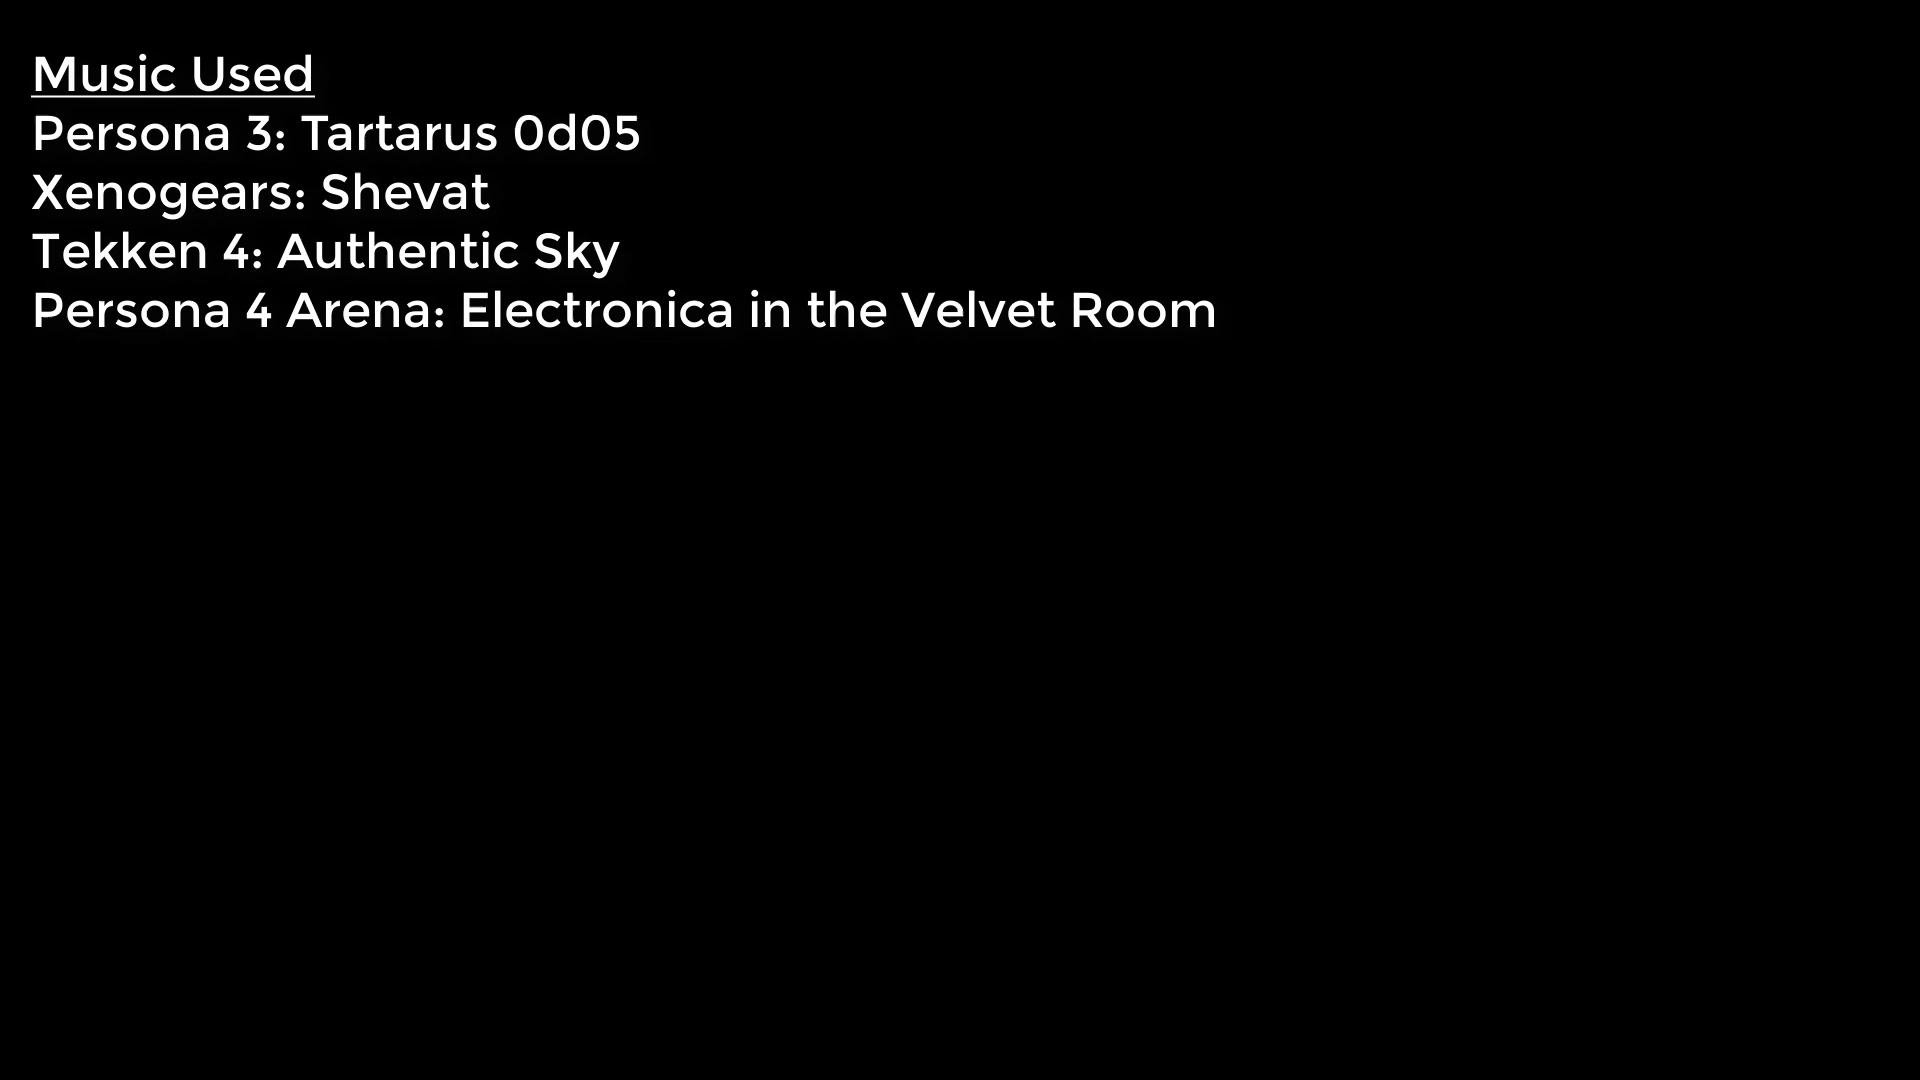 Music Used
Persona 3: Tartarus 0d05
Xenogears: Shevat
Tekken 4: Authentic Sky
Persona 4 Arena: Electronica in the Velvet Room